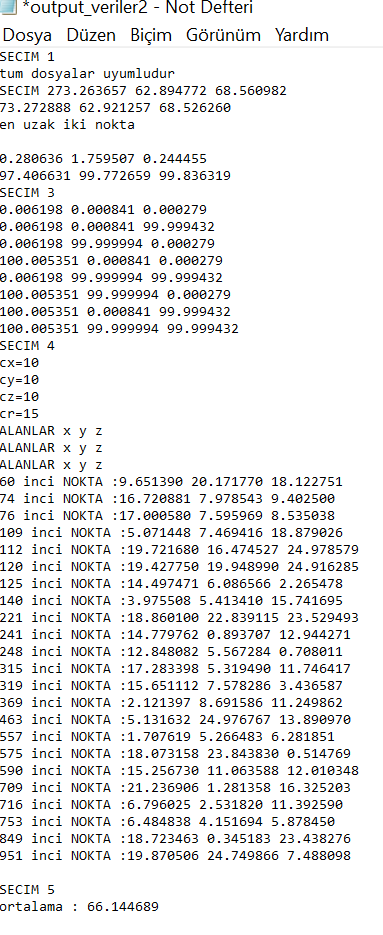 *output_veriler2 - Not Defteri
Dosya Düzen Biçim Görünüm Yardım
SECIM 1
tum dosyalar uyumludur
SECIM 273.263657 62.894772 68.560982
73.272888 62.921257 68.526260
en uzak iki nokta
0.280636 1.759507 0.244455
97.406631 99.772659 99.836319
SECIM 3
0.006198 0.000841 0.000279
0.006198 0.000841 99.999432
0.006198 99.999994 0.000279
100.005351 0.000841 0.000279
0.006198 99.999994 99.999432
100.005351 99.999994 0.000279
100.005351 0.000841 99.999432
100.005351 99.999994 99.999432
SECIM 4
cx=10
cy=10
cz=10
cr=15
ALANLAR x y z
ALANLAR x y z
ALANLAR x y z
60 inci NOKTA :9.651390 20.171770 18.122751
74 inci NOKTA :16.720881 7.978543 9.402500
76 inci NOKTA :17.000580 7.595969 8.535038
109 inci NOKTA :5.071448 7.469416 18.879026
112 inci NOKTA :19.721680 16.474527 24.978579
120 inci NOKTA :19.427750 19.948990 24.916285
125 inci NOKTA :14.497471 6.086566 2.265478
140 inci NOKTA :3.975508 5.413410 15.741695
221 inci NOKTA :18.860100 22.839115 23.529493
241 inci NOKTA :14.779762 0.893707 12.944271
248 inci NOKTA :12.848082 5.567284 0.708011
315 inci NOKTA :17.283398 5.319490 11.746417
319 inci NOKTA :15.651112 7.578286 3.436587
369 inci NOKTA :2.121397 8.691586 11.249862
463 inci NOKTA :5.131632 24.976767 13.890970
557 inci NOKTA :1.707619 5.266483 6.281851
575 inci NOKTA :18.073158 23.843830 0.514769
590 inci NOKTA :15.256730 11.063588 12.010348
709 inci NOKTA :21.236906 1.281358 16.325203
716 inci NOKTA :6.796025 2.531820 11.392590
753 inci NOKTA :6.484838 4.151694 5.878450
849 inci NOKTA :18.723463 0.345183 23.438276
951 inci NOKTA :19.870506 24.749866 7.488098
SECIM 5
ortalama : 66.144689